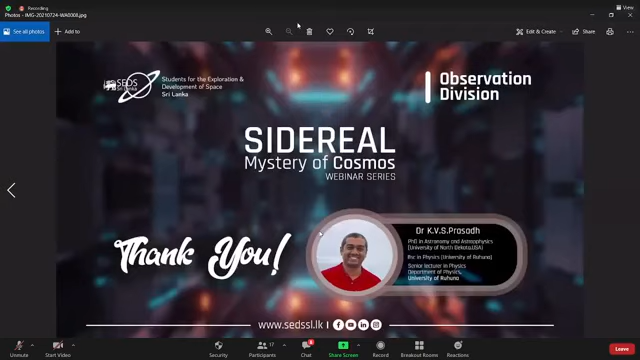 Recording
View
Photos - IMG-20210724-WA0008.jpg
See all photos
Add to
Edit & Create
Share
SEDS
Sri Lanka
Students for the Exploration &
Development of Space
Sri Lanka
Observation
Division
SIDEREAL
Mystery of Cosmos
WEBINAR SERIES
Thank You!
Dr K.V.S.Prasadh
PhD in Astronomy and Astrophysics
(University of North Dakota,USA)
Bsc in Physics (University of Ruhuna)
Senior lecturer in Physics
Department of Physics,
University of Ruhuna
www.sedssl.lk
Unmute
Start Video
Security
Participants
17
Chat
8
Share Screen
Record
Breakout Rooms
Reactions
Leave